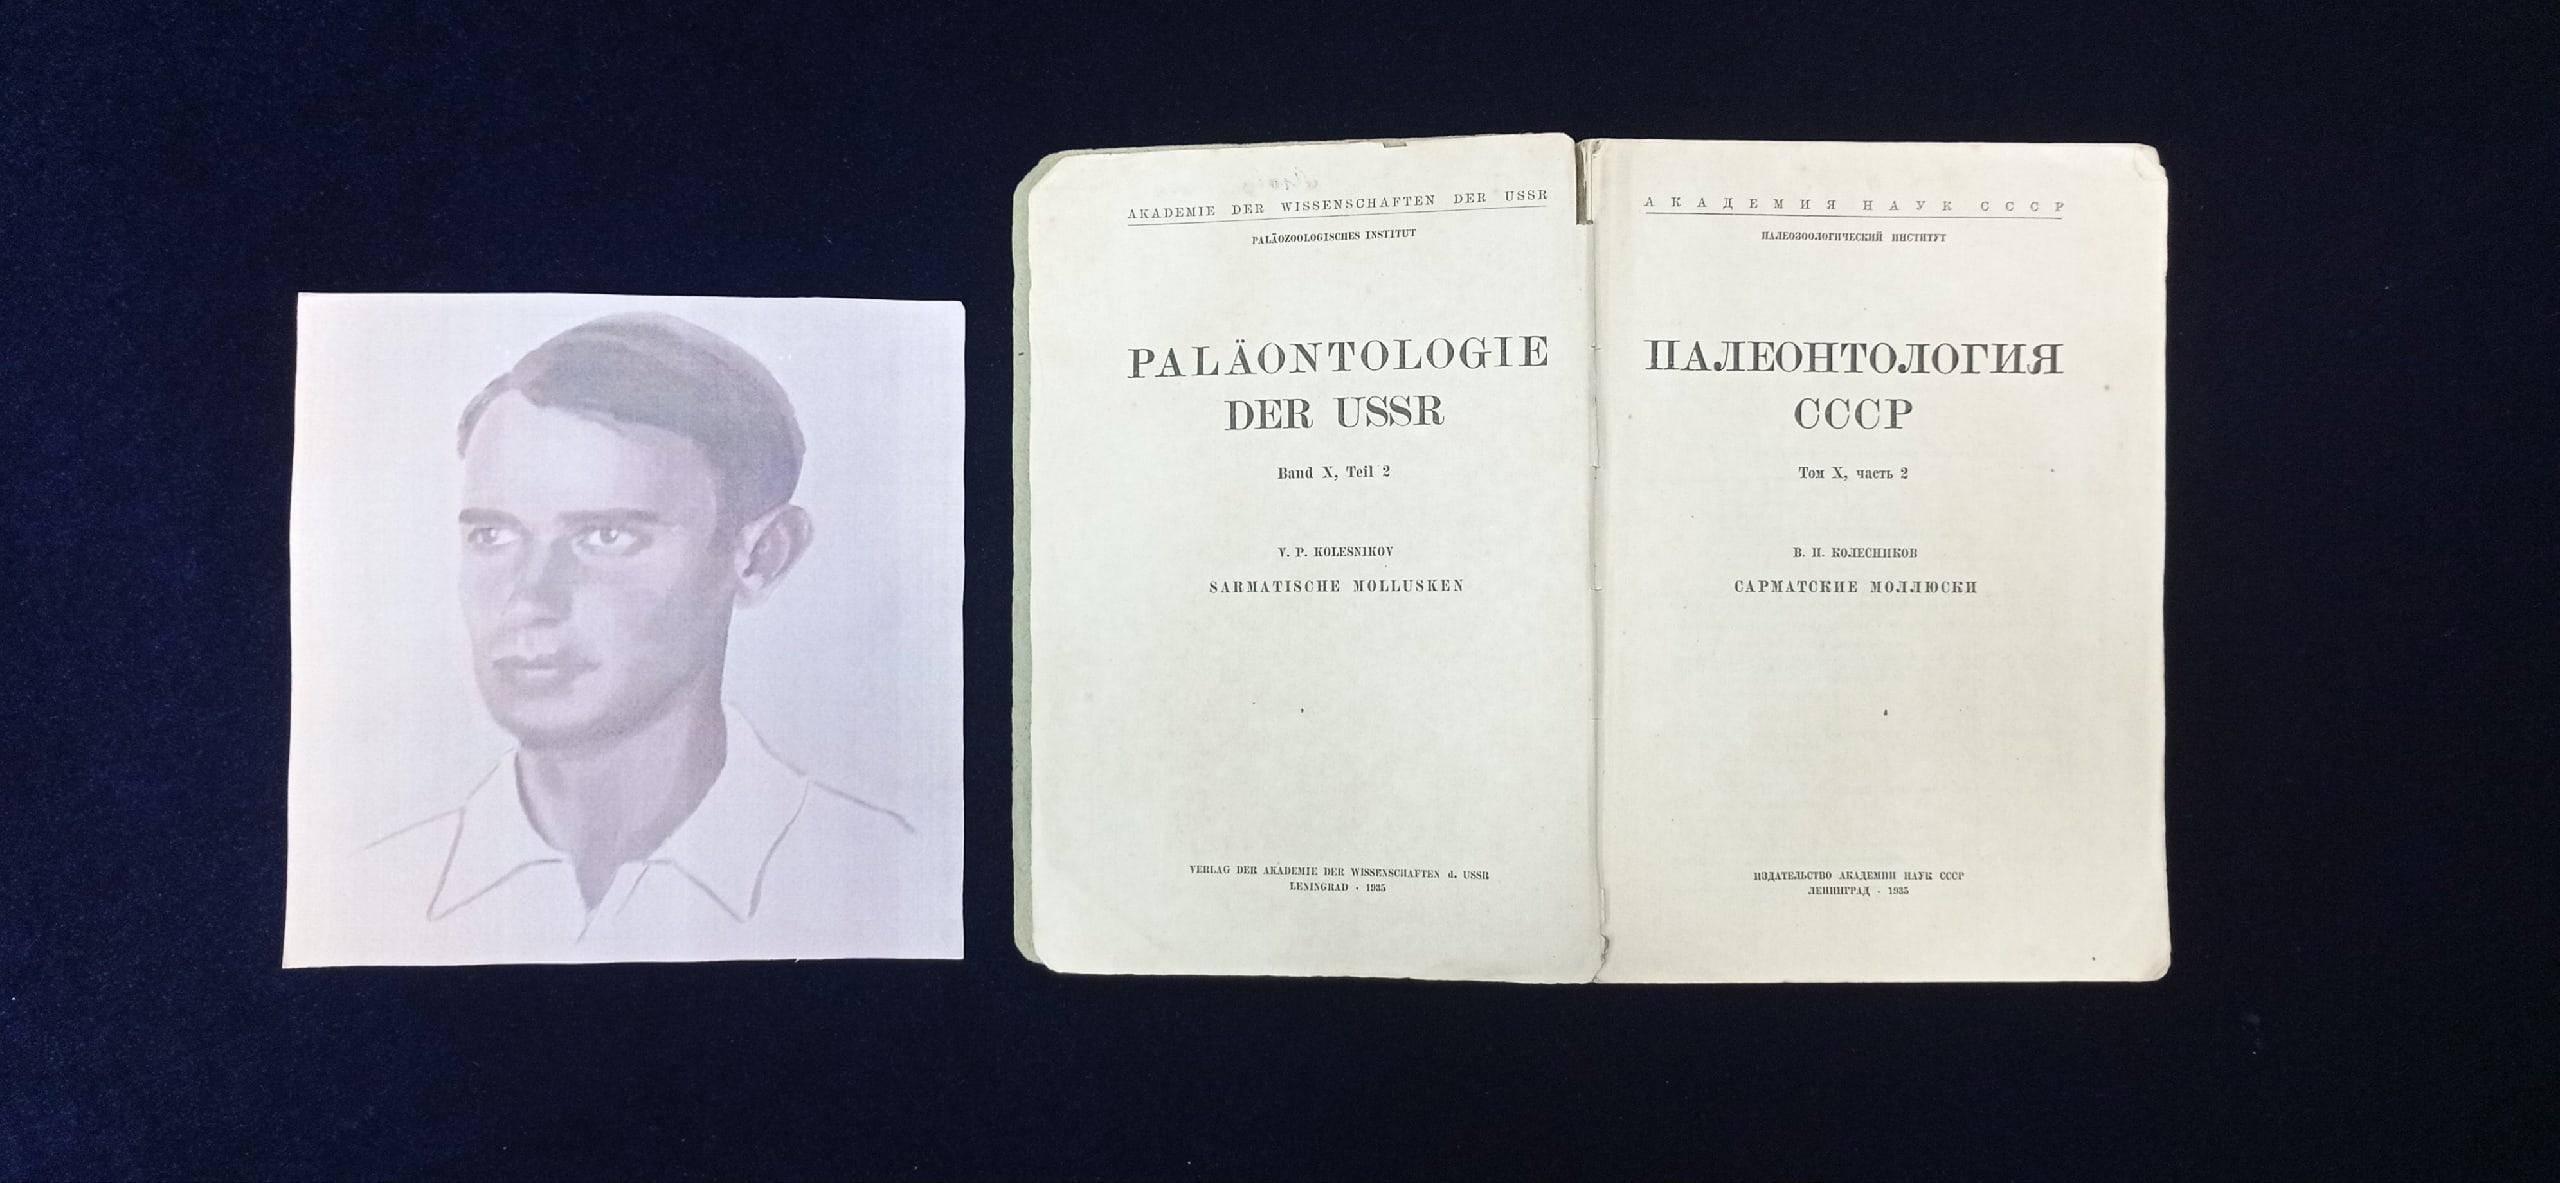 AKADEMIE DER WISSENSCHAFTEN DER USSR
PALÄOZOOLOGISCHES INSTITUT
PALÄONTOLOGIE
DER USSR
Band X, Teil 2
V. P. KOLESNIKOV
SARMATISCHE MOLLUSKEN
VERLAG DER AKADEMIE DER WISSENSCHAFTEN d. USSR
LENINGRAD · 1935
АКАДЕМИЯ НАУК СССР
ПАЛЕОЗООЛОГИЧЕСКИЙ ИНСТИТУТ
ПАЛЕОНТОЛОГИЯ
СССР
Том X, часть 2
В. П. КОЛЕСНИКОВ
САРМАТСКИЕ МОЛЛЮСКИ
ИЗДАТЕЛЬСТВО АКАДЕМИИ НАУК СССР
ЛЕНИНГРАД · 1935